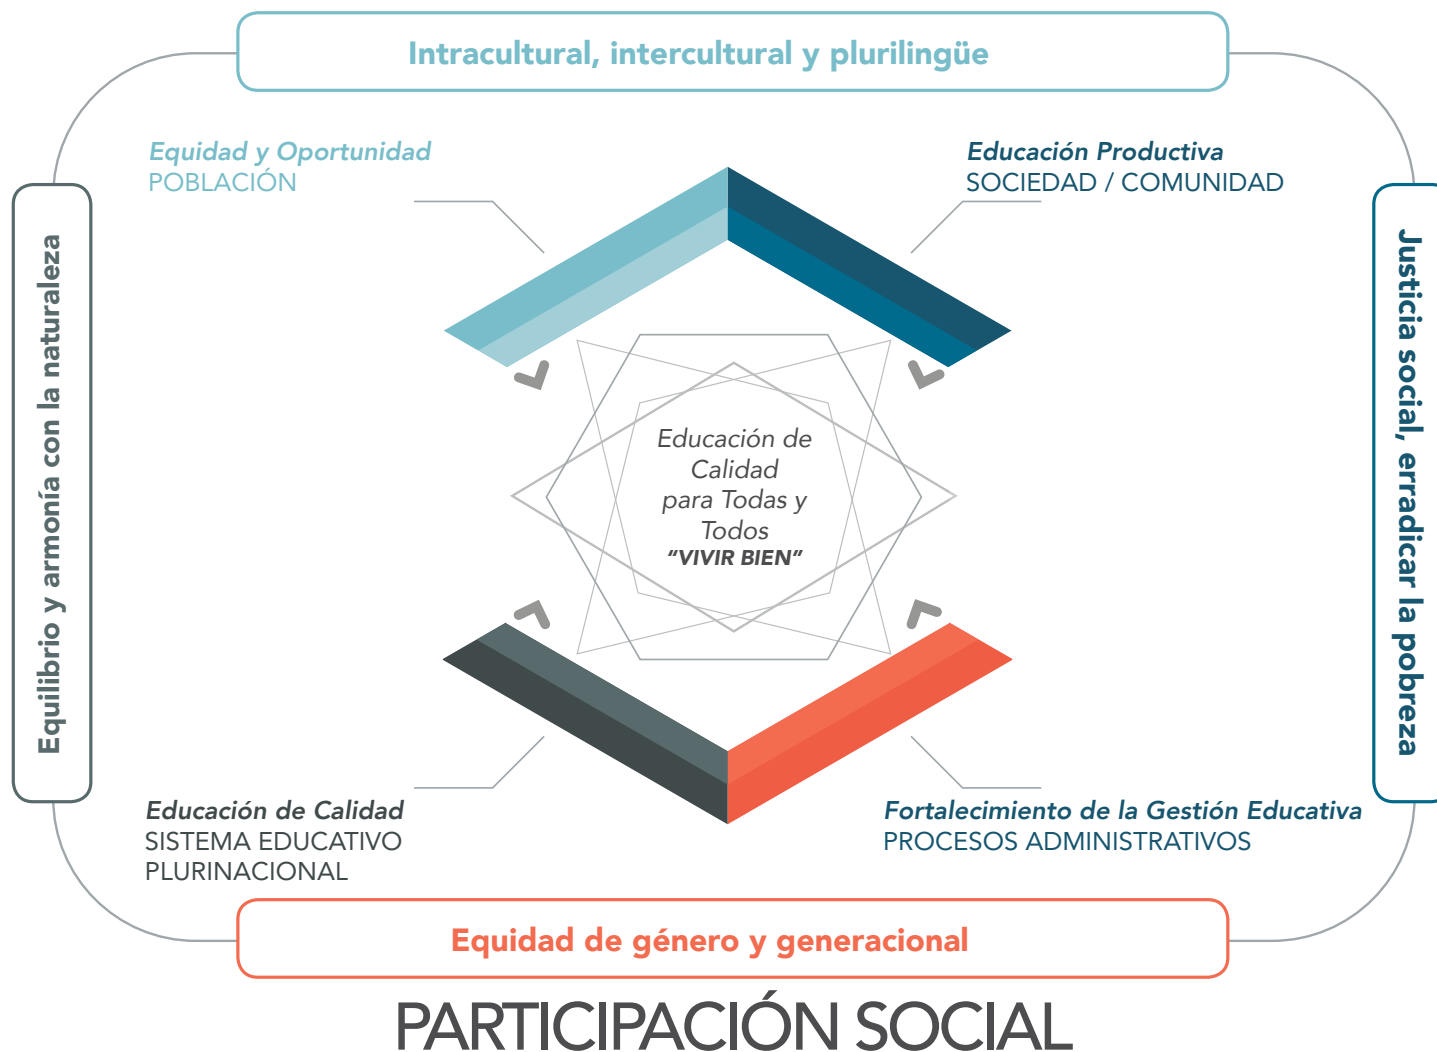 Intracultural, intercultural y plurilingüe
Equidad y Oportunidad
POBLACIÓN
Educación Productiva
SOCIEDAD / COMUNIDAD
Equilibrio y armonía con la naturaleza
Justicia social, erradicar la pobreza
Educación de
Calidad
para Todas y
Todos
“VIVIR BIEN”
Educación de Calidad
SISTEMA EDUCATIVO
PLURINACIONAL
Fortalecimiento de la Gestión Educativa
PROCESOS ADMINISTRATIVOS
Equidad de género y generacional
PARTICIPACIÓN SOCIAL